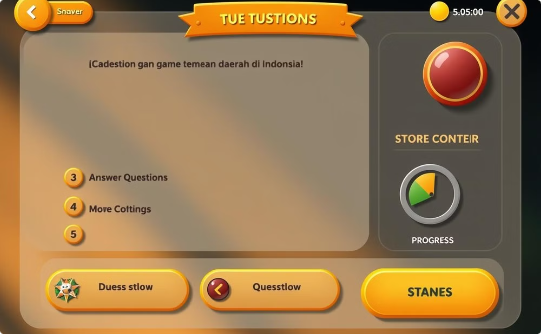 Snaver
TUE TUSTIONS
5.05:00
¡Cadestion gan game temean daerah di Indonsia!
3 Answer Questions
4 More Coltings
5
STORE CONTEIR
PROGRESS
Duess stlow
Quesstlow
STANES